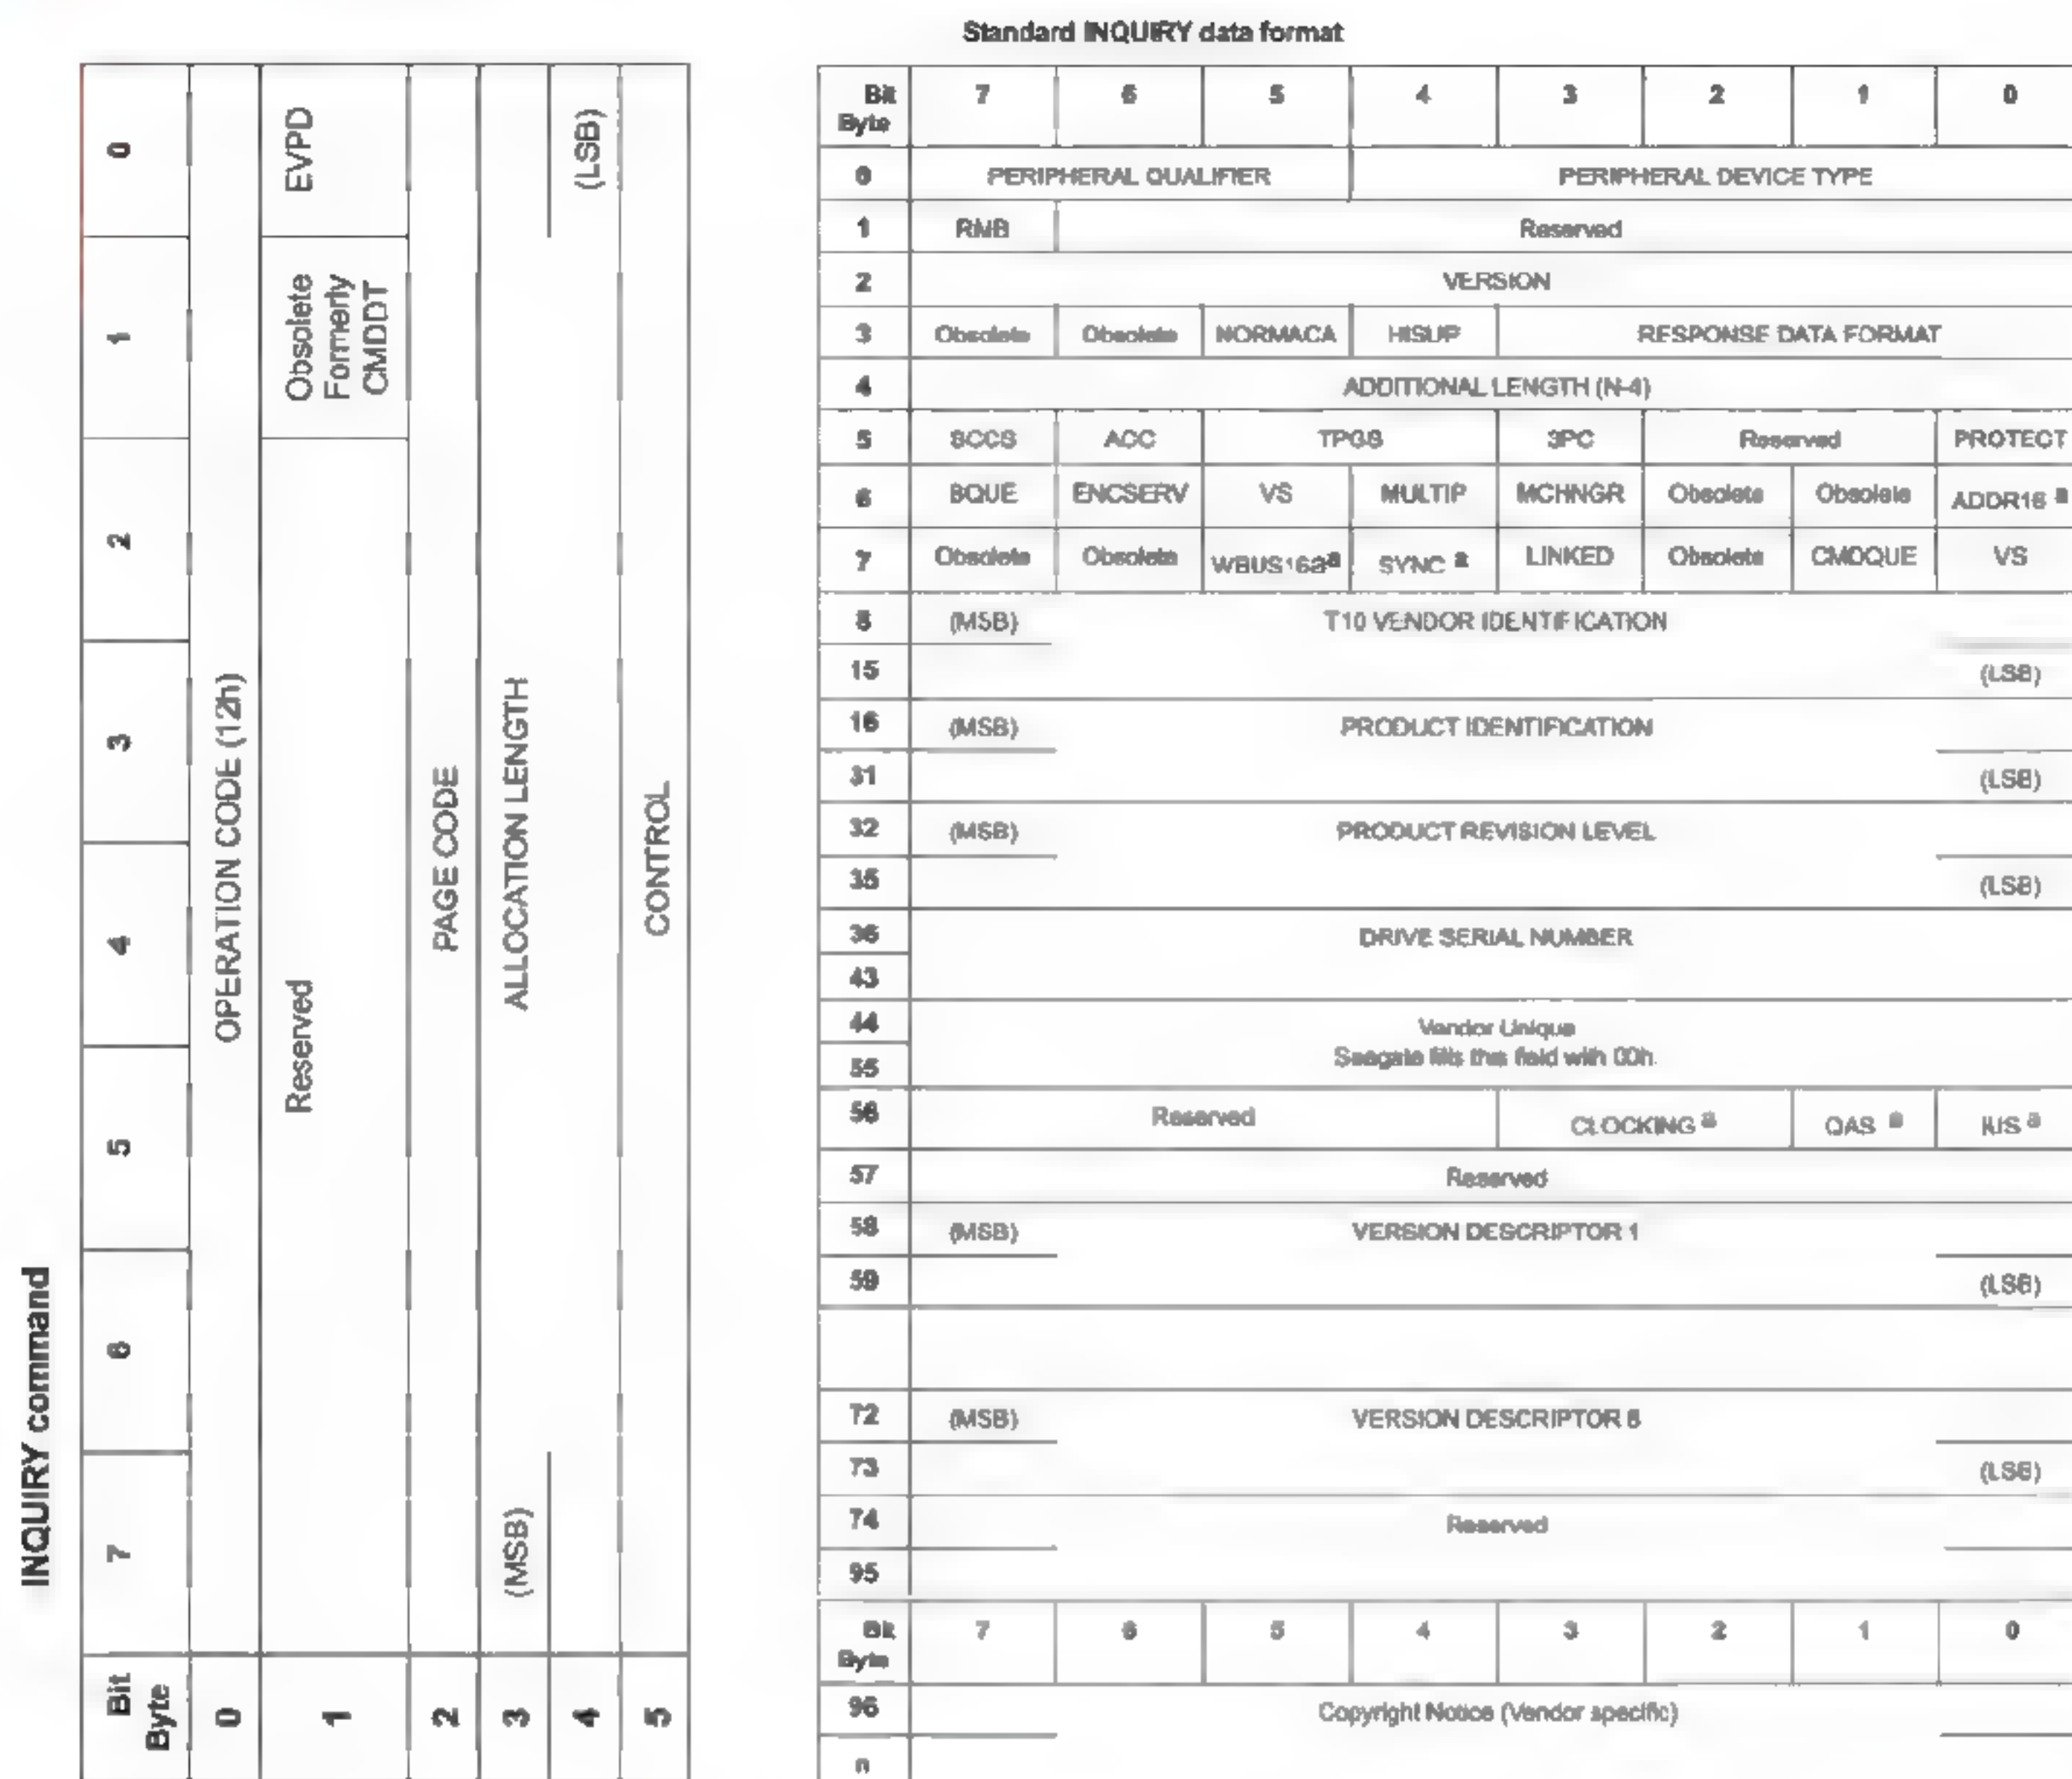 INQUIRY command
Bit
Byte
7
6
5
4
3
2
1
0
0
OPERATION CODE (12h)
1
Reserved
Obsolete
Formerly
CMDDT
EVPD
2
PAGE CODE
3
(MSB)
ALLOCATION LENGTH
4
(LSB)
5
CONTROL
Standard INQUIRY data format
Bit
Byte
7 6 5 4 3 2 1 0
0 PERIPHERAL QUALIFIER PERIPHERAL DEVICE TYPE
1 RMB Reserved
2 VERSION
3 Obsolete Obsolete NORMACA HISUP RESPONSE DATA FORMAT
4 ADDITIONAL LENGTH (N-4)
5 SCCS ACC TPGS 3PC Reserved PROTECT
6 BQUE ENCSERV VS MULTIP MCHNGR Obsolete Obsolete ADDR16 a
7 Obsolete Obsolete WBUS16a a SYNC a LINKED Obsolete CMDQUE VS
8 (MSB) T10 VENDOR IDENTIFICATION
15 (LSB)
16 (MSB) PRODUCT IDENTIFICATION
31 (LSB)
32 (MSB) PRODUCT REVISION LEVEL
35 (LSB)
36 DRIVE SERIAL NUMBER
43
44 Vendor Unique
55 Seagate fills this field with 00h.
56 Reserved CLOCKING a QAS a IUS a
57 Reserved
58 (MSB) VERSION DESCRIPTOR 1
59 (LSB)
72 (MSB) VERSION DESCRIPTOR 8
73 (LSB)
74 Reserved
95
Bit
Byte
7 6 5 4 3 2 1 0
96 Copyright Notice (Vendor specific)
n